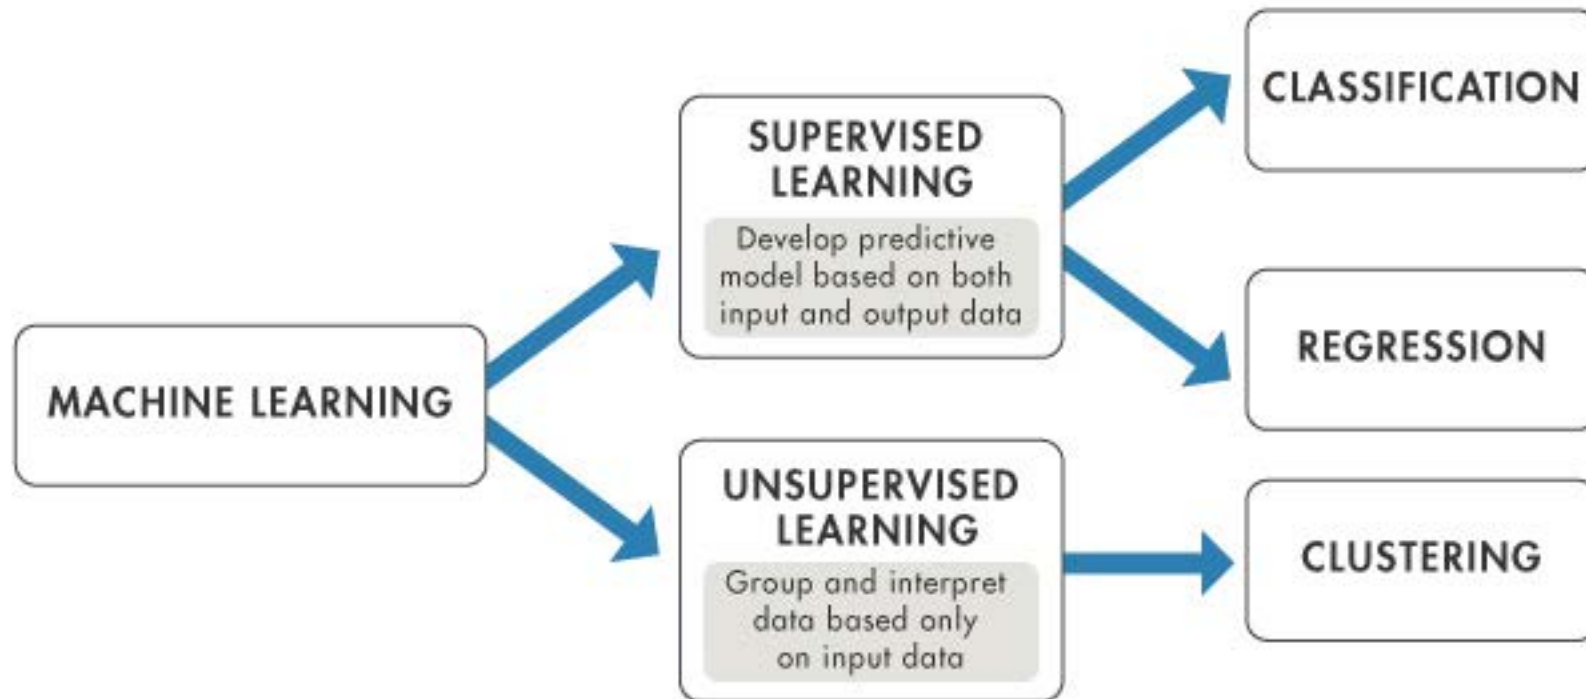 MACHINE LEARNING
SUPERVISED
LEARNING
Develop predictive
model based on both
input and output data
UNSUPERVISED
LEARNING
Group and interpret
data based only
on input data
CLASSIFICATION
REGRESSION
CLUSTERING